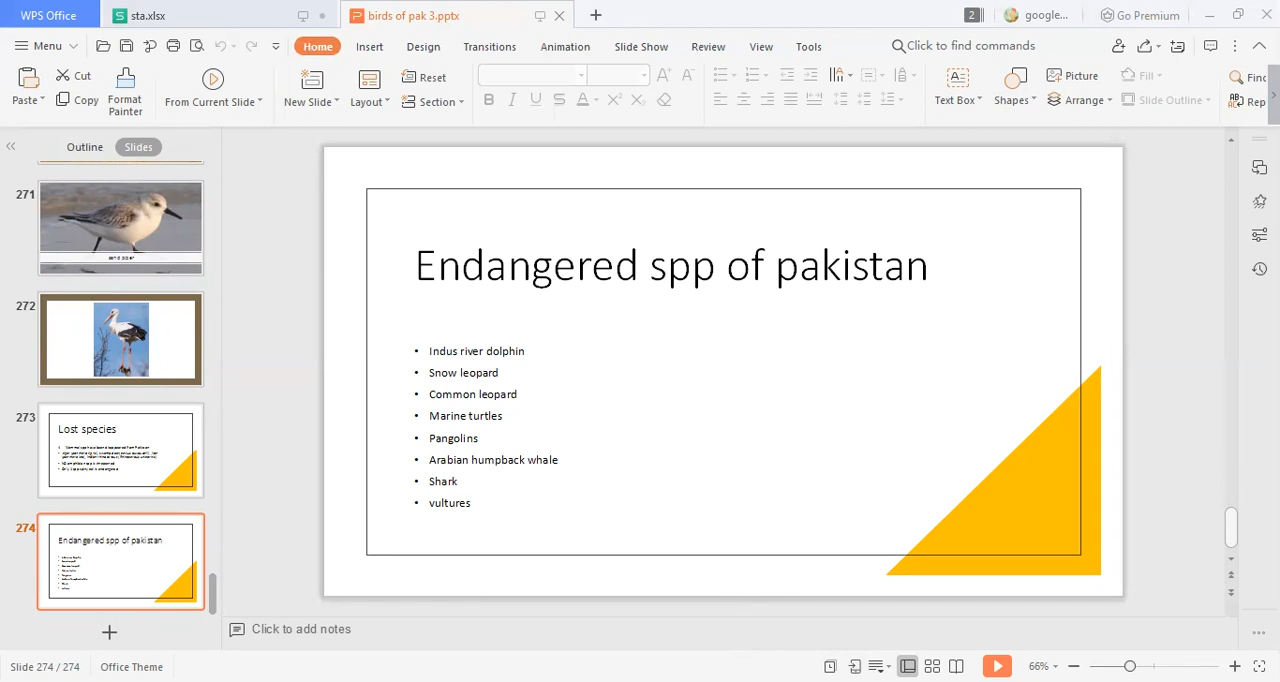 WPS Office
sta.xlsx
birds of pak 3.pptx
2
google...
Go Premium
Menu
Home
Insert
Design
Transitions
Animation
Slide Show
Review
View
Tools
Click to find commands
Paste
Cut
Copy
Format
Painter
From Current Slide
New Slide
Layout
Reset
Section
Text Box
Shapes
Picture
Arrange
Fill
Slide Outline
Outline
Slides
271
272
273
Lost species
274
Endangered spp of pakistan
Endangered spp of pakistan
• Indus river dolphin
• Snow leopard
• Common leopard
• Marine turtles
• Pangolins
• Arabian humpback whale
• Shark
• vultures
Click to add notes
Slide 274 / 274
Office Theme
66%